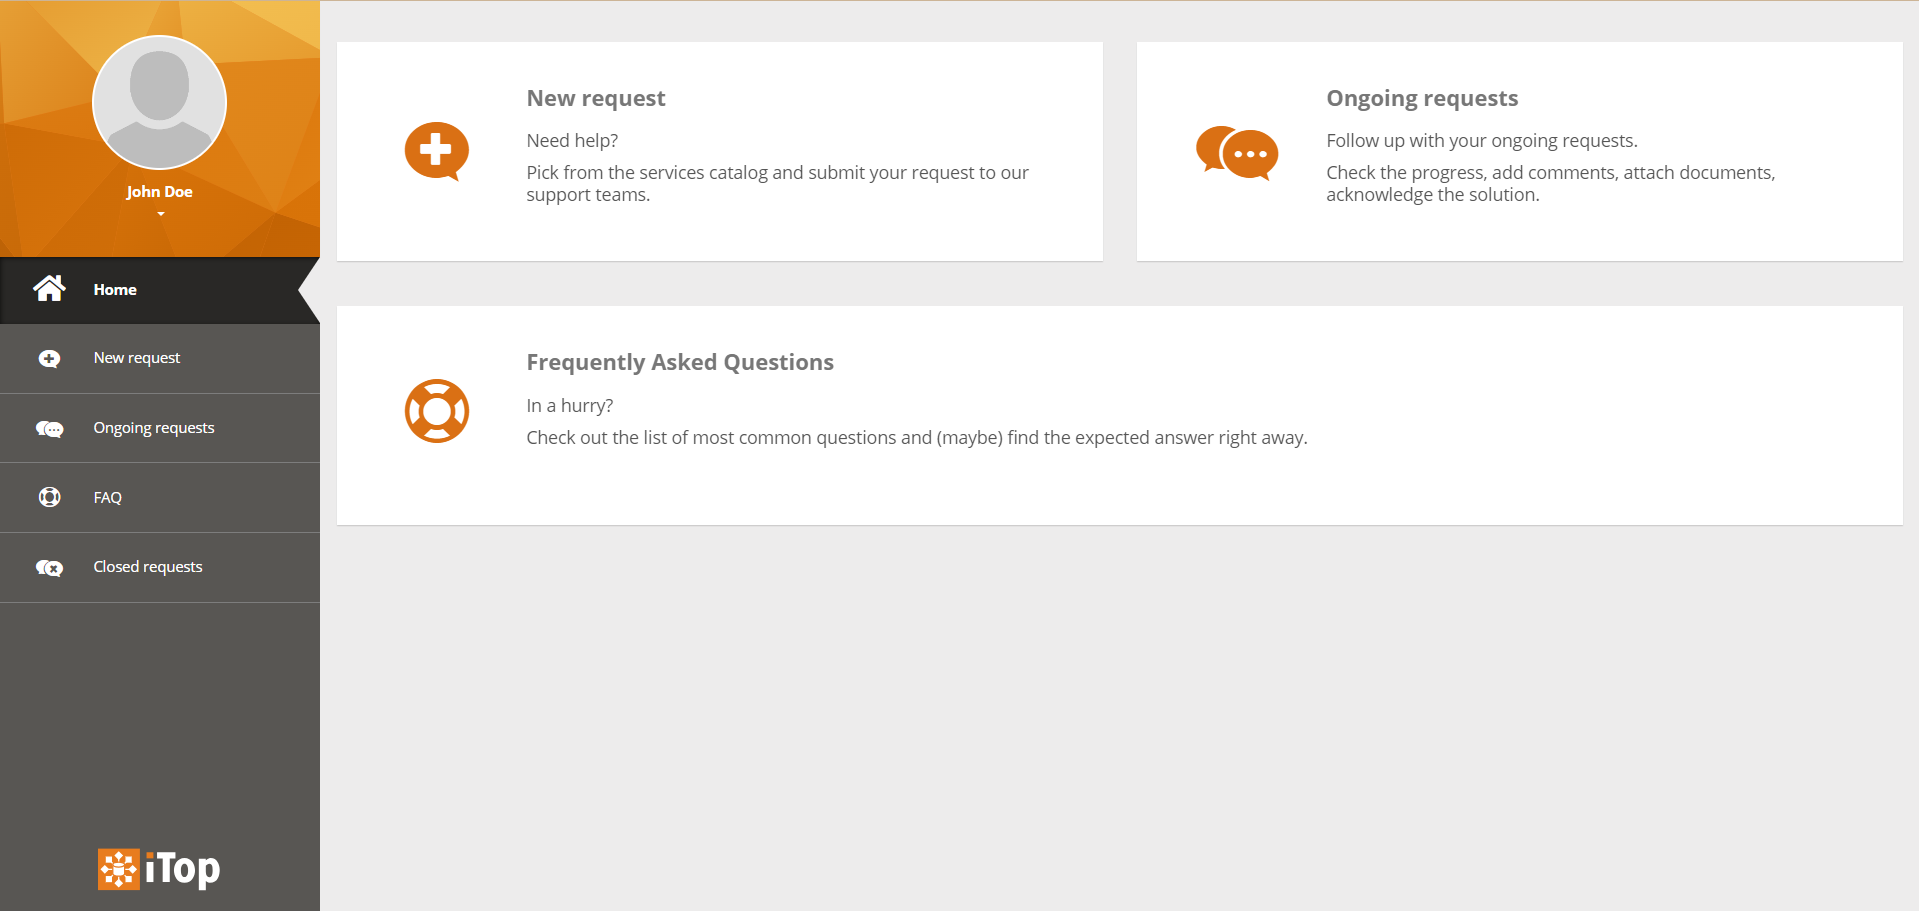 John Doe
Home
New request
Ongoing requests
FAQ
Closed requests
iTop
New request
Need help?
Pick from the services catalog and submit your request to our
support teams.
Ongoing requests
Follow up with your ongoing requests.
Check the progress, add comments, attach documents,
acknowledge the solution.
Frequently Asked Questions
In a hurry?
Check out the list of most common questions and (maybe) find the expected answer right away.